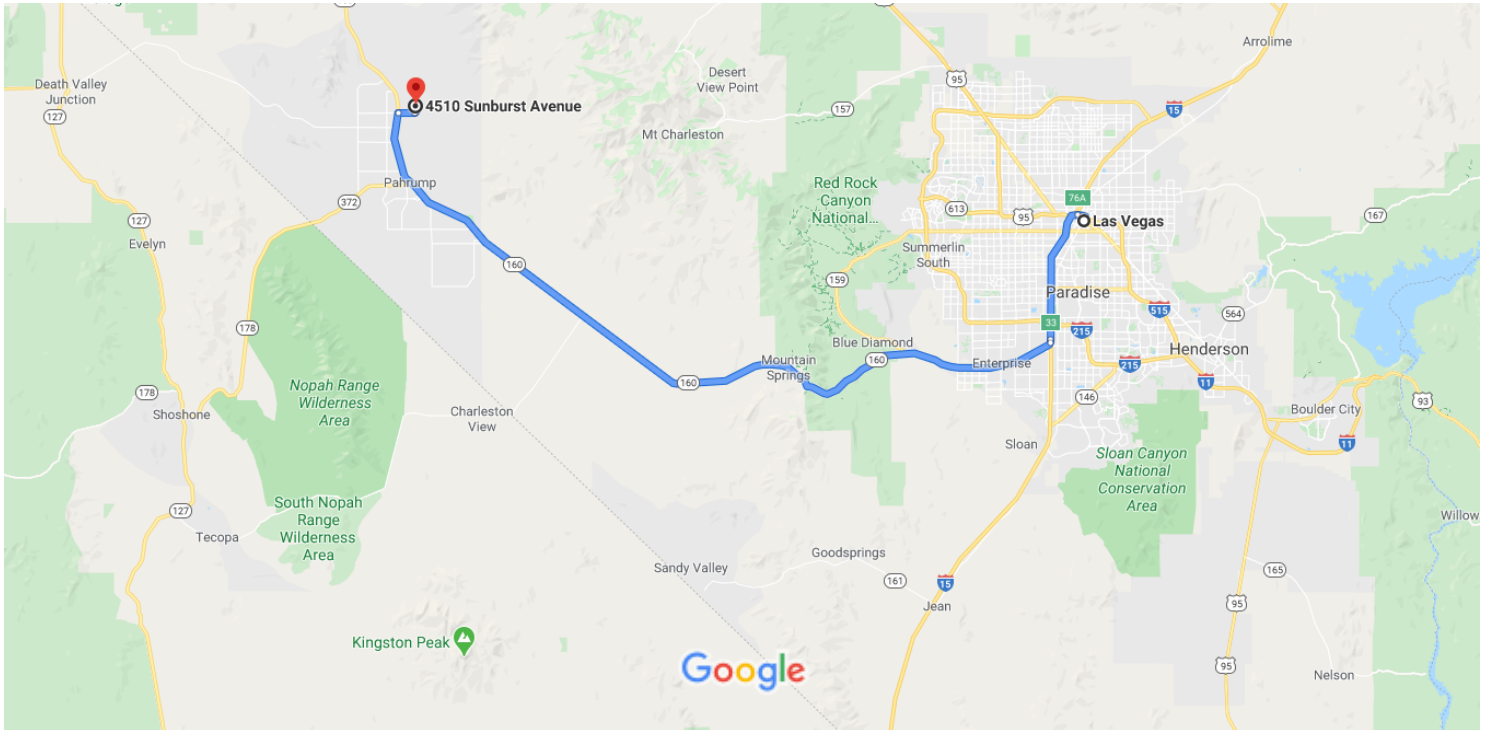 Arrolime
95
Desert
View Point
Death Valley
Junction
15
157
127
4510 Sunburst Avenue
Mt Charleston
Pahrump
Red Rock
Canyon
National...
76A
372
613
95
167
127
Las Vegas
Evelyn
Summerlin
South
160
159
Paradise
515
564
33
178
215
Blue Diamond
Henderson
160
Mountain
Springs
Enterprise
215
160
11
Nopah Range
Wilderness
Area
178
146
93
Shoshone
Charleston
View
Boulder City
Sloan
11
Sloan Canyon
National
Conservation
Area
South Nopah
Range
Wilderness
Area
127
Willow
Tecopa
Goodsprings
Sandy Valley
161
15
165
Jean
95
Kingston Peak
Google
95
Nelson